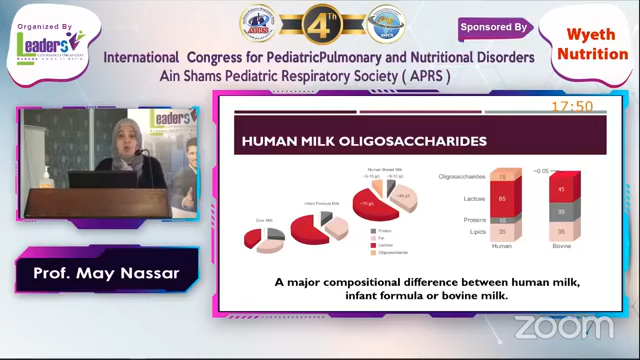 Organized By
Leaders
4Th
APRS
Sponsored By
Wyeth
Nutrition
International Congress for PediatricPulmonary and Nutritional Disorders
Ain Shams Pediatric Respiratory Society ( APRS )
17:50
HUMAN MILK OLIGOSACCHARIDES
Leaders
Human Breast Milk
Infant Formula Milk
Cow Milk
Protein
Fat
Lactose
Oligosaccharide
Oligosaccharides
Lactose
Proteins
Lipids
15
65
10
35
Human
~0.05
45
35
35
Bovine
A major compositional difference between human milk,
infant formula or bovine milk.
Prof. May Nassar
zoom